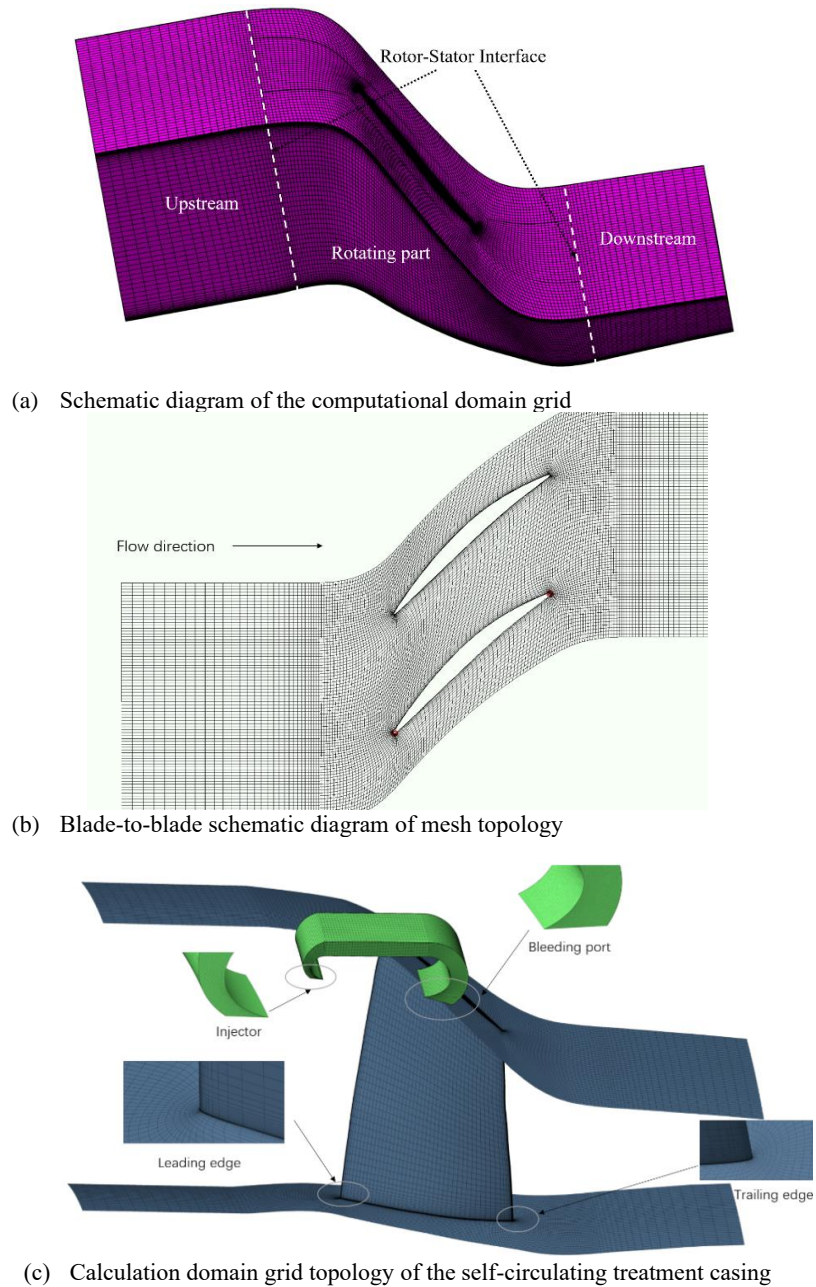 Rotor-Stator Interface
Upstream
Rotating part
Downstream
(a) Schematic diagram of the computational domain grid
Flow direction
(b) Blade-to-blade schematic diagram of mesh topology
Bleeding port
Injector
Leading edge
Trailing edge
(c) Calculation domain grid topology of the self-circulating treatment casing